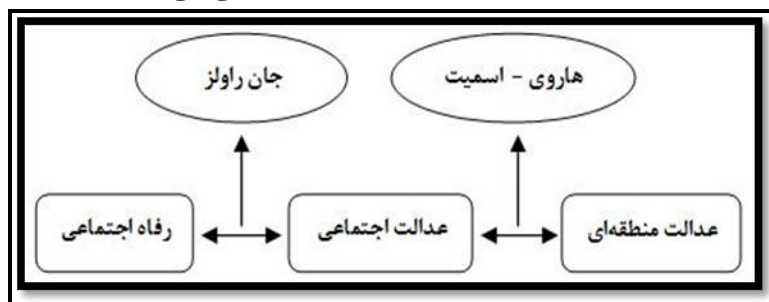 هاروی - اسمیت
جان راولز
عدالت منطقه‌ای
عدالت اجتماعی
رفاه اجتماعی